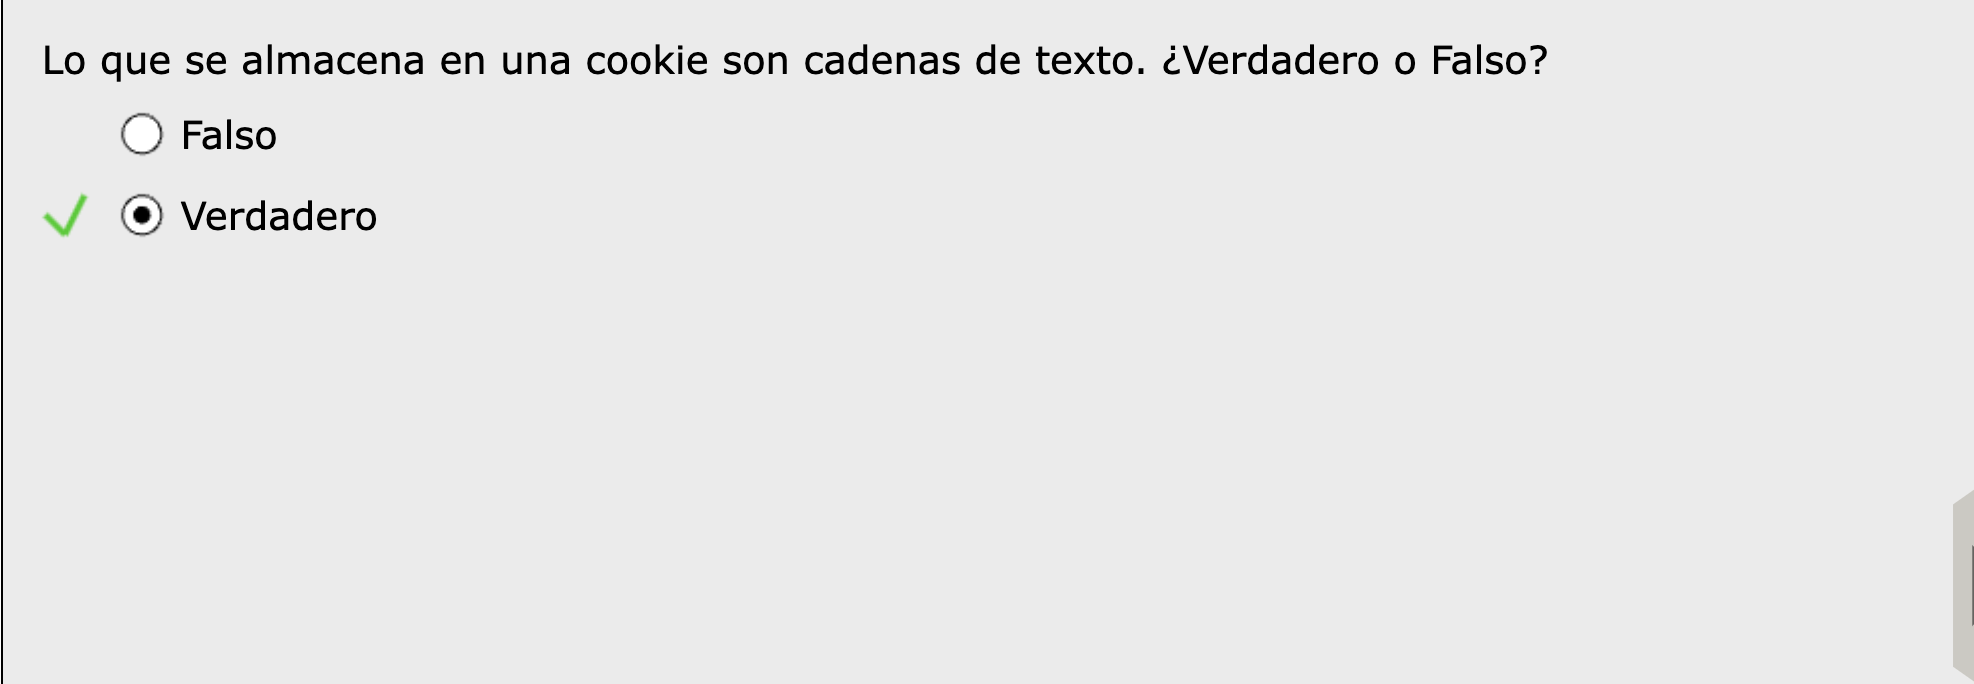 Lo que se almacena en una cookie son cadenas de texto. ¿Verdadero o Falso?
Falso
Verdadero